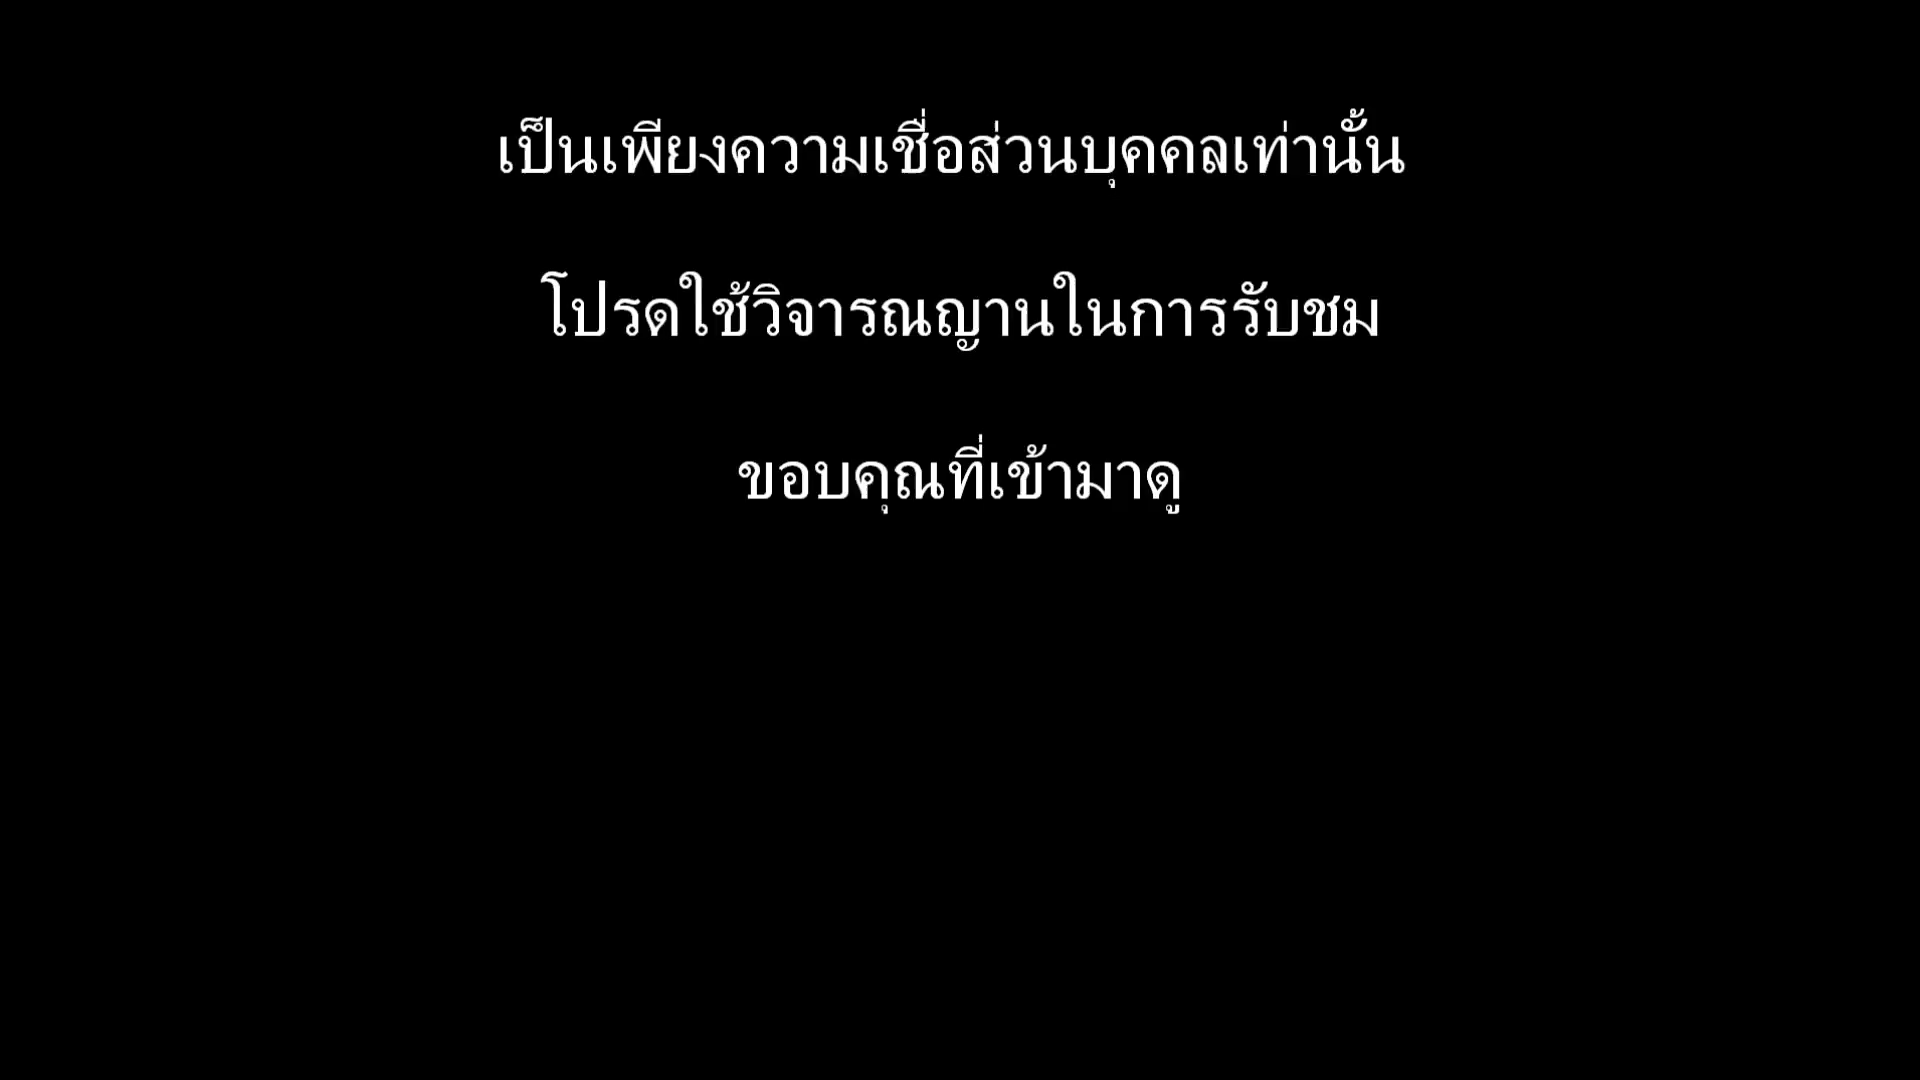 เป็นเพียงความเชื่อส่วนบุคคลเท่านั้น
โปรดใช้วิจารณญานในการรับชม
ขอบคุณที่เข้ามาดู